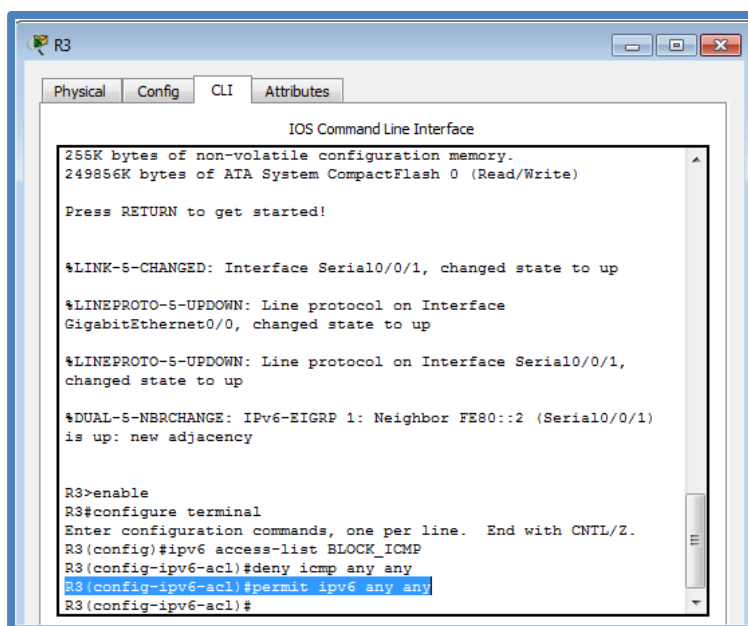 R3
Physical Config CLI Attributes
IOS Command Line Interface
255K bytes of non-volatile configuration memory.
249856K bytes of ATA System CompactFlash 0 (Read/Write)
Press RETURN to get started!
%LINK-5-CHANGED: Interface Serial0/0/1, changed state to up
%LINEPROTO-5-UPDOWN: Line protocol on Interface
GigabitEthernet0/0, changed state to up
%LINEPROTO-5-UPDOWN: Line protocol on Interface Serial0/0/1,
changed state to up
%DUAL-5-NBRCHANGE: IPv6-EIGRP 1: Neighbor FE80::2 (Serial0/0/1)
is up: new adjacency
R3>enable
R3#configure terminal
Enter configuration commands, one per line.  End with CNTL/Z.
R3(config)#ipv6 access-list BLOCK_ICMP
R3(config-ipv6-acl)#deny icmp any any
R3(config-ipv6-acl)#permit ipv6 any any
R3(config-ipv6-acl)#